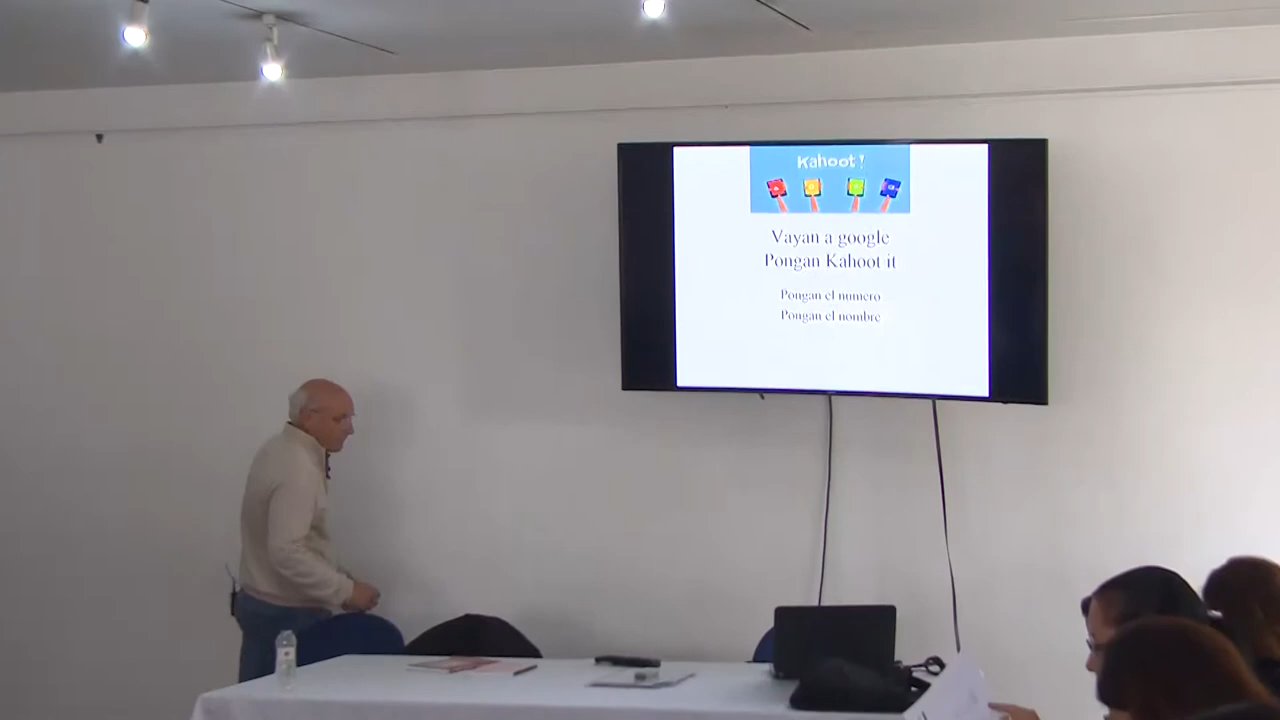 Kahoot!
Vayan a google
Pongan Kahoot it
Pongan el numero
Pongan el nombre